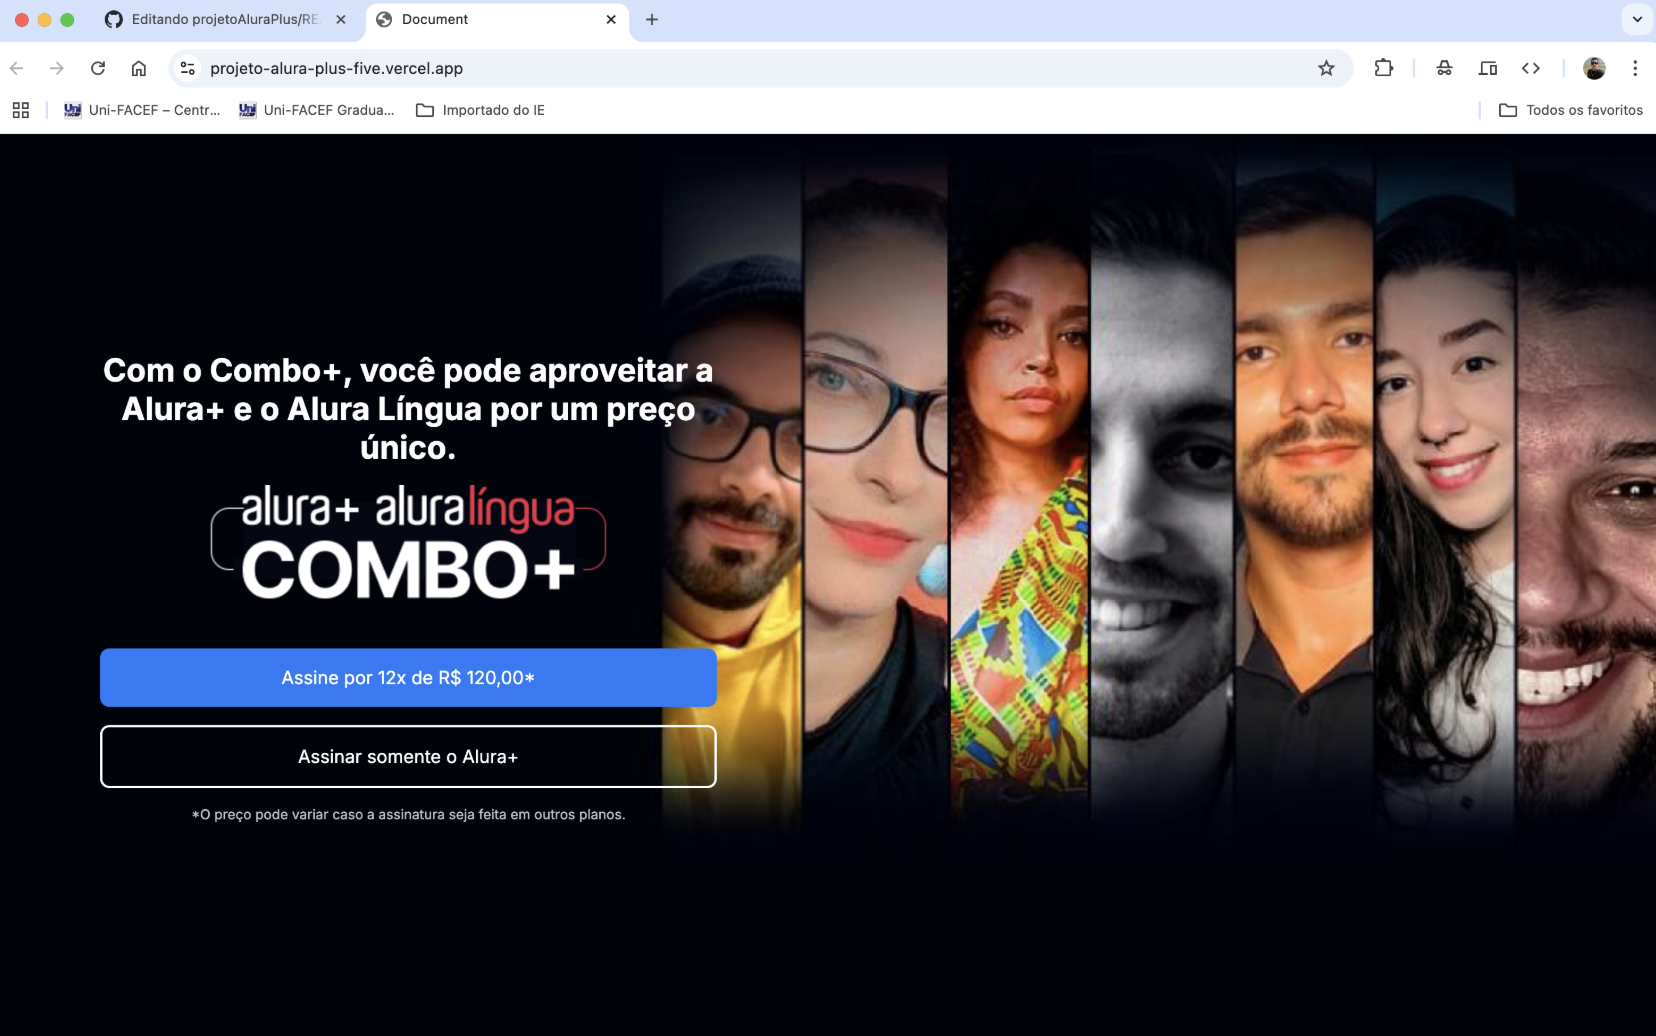 Editando projetoAluraPlus/RE
Document
projeto-alura-plus-five.vercel.app
Uni-FACEF – Centr...
Uni-FACEF Gradua...
Importado do IE
Todos os favoritos
Com o Combo+, você pode aproveitar a
Alura+ e o Alura Língua por um preço
único.
alura+ alualíngua
COMBO+
Assine por 12x de R$ 120,00*
Assinar somente o Alura+
*O preço pode variar caso a assinatura seja feita em outros planos.